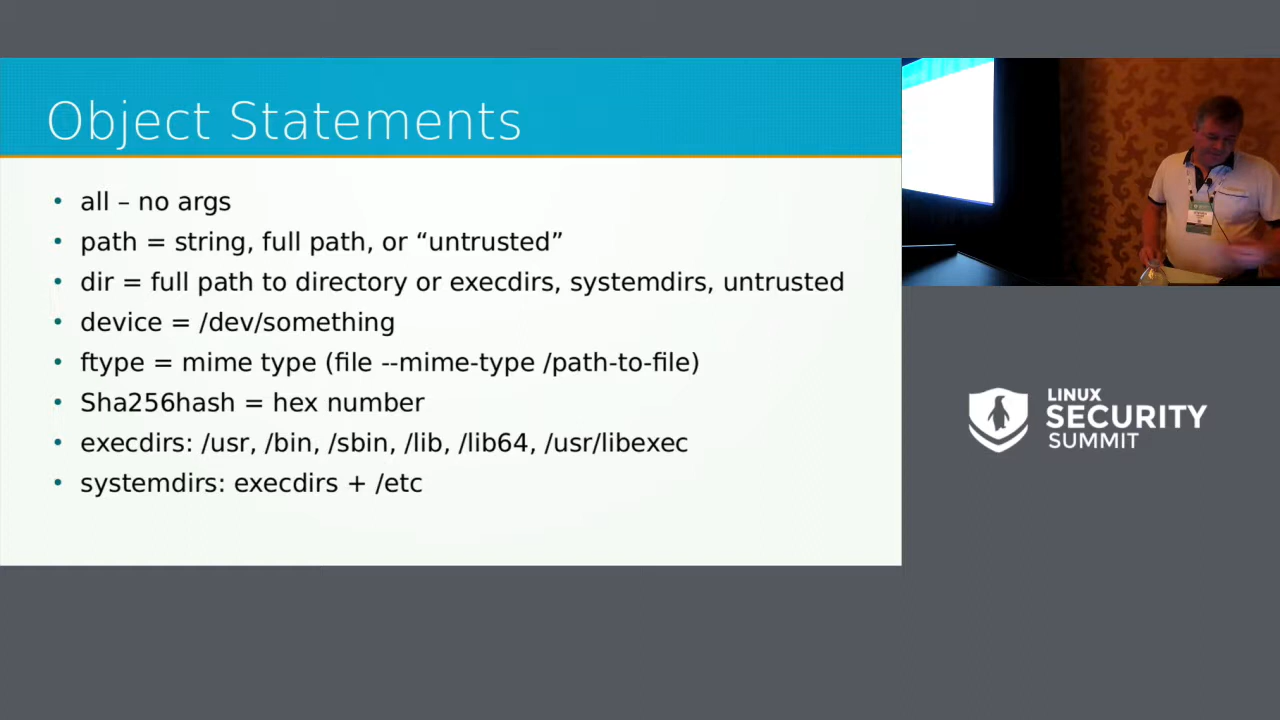 Object Statements
all – no args
path = string, full path, or “untrusted”
dir = full path to directory or execdirs, systemdirs, untrusted
device = /dev/something
ftype = mime type (file --mime-type /path-to-file)
Sha256hash = hex number
execdirs: /usr, /bin, /sbin, /lib, /lib64, /usr/libexec
systemdirs: execdirs + /etc
LINUX
SECURITY
SUMMIT